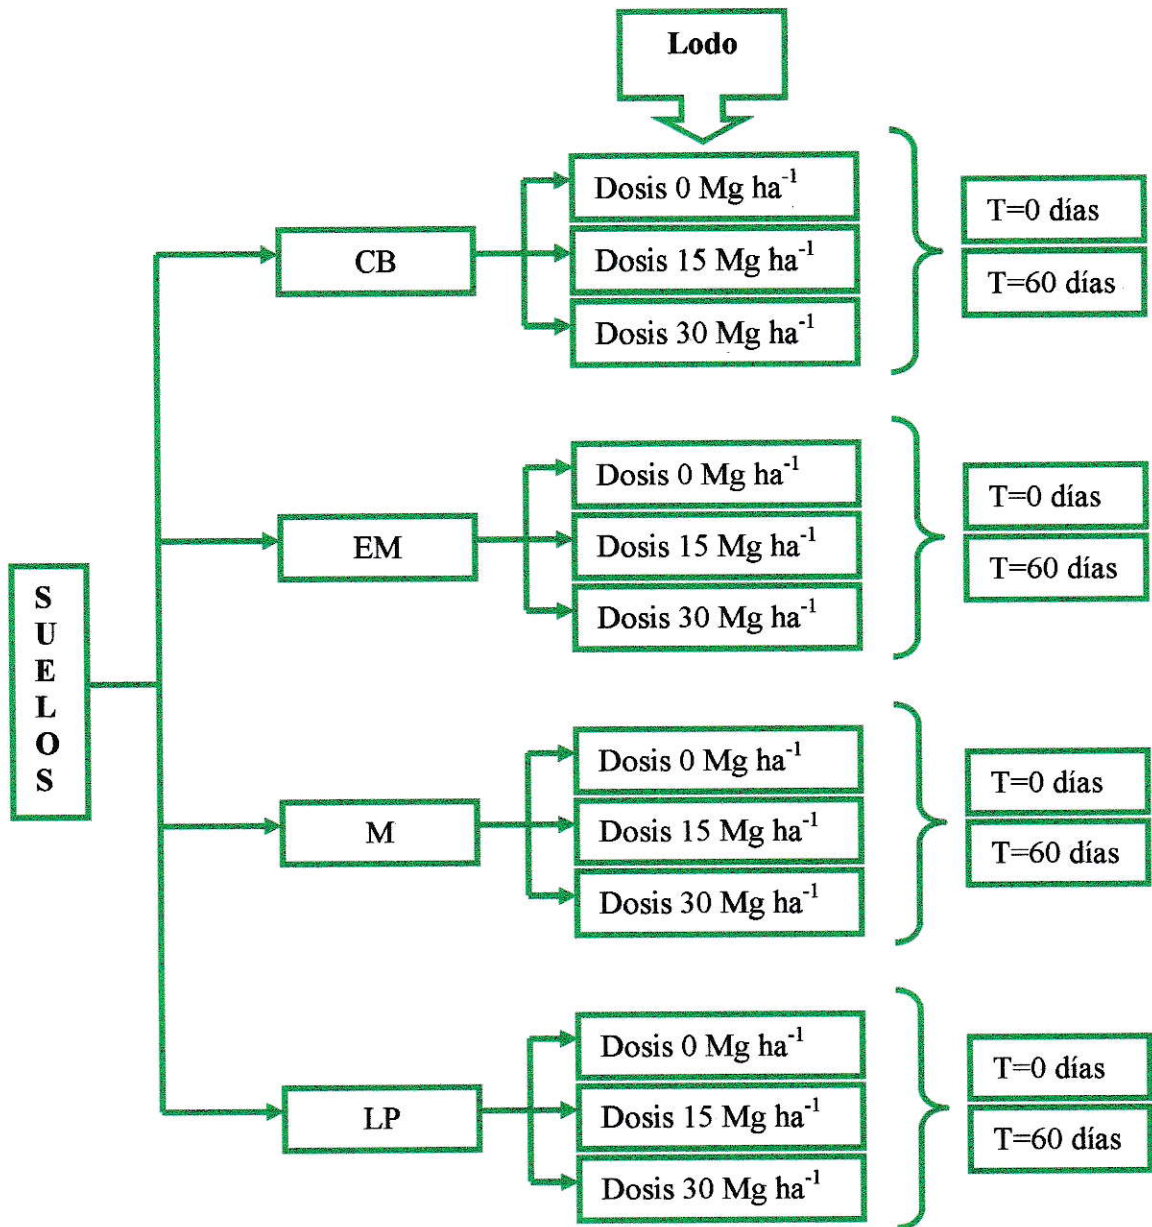 Lodo
Dosis 0 Mg ha⁻¹
T=0 días
CB
Dosis 15 Mg ha⁻¹
T=60 días
Dosis 30 Mg ha⁻¹
Dosis 0 Mg ha⁻¹
T=0 días
EM
Dosis 15 Mg ha⁻¹
T=60 días
Dosis 30 Mg ha⁻¹
S
U
E
L
O
S
Dosis 0 Mg ha⁻¹
T=0 días
M
Dosis 15 Mg ha⁻¹
T=60 días
Dosis 30 Mg ha⁻¹
Dosis 0 Mg ha⁻¹
T=0 días
LP
Dosis 15 Mg ha⁻¹
T=60 días
Dosis 30 Mg ha⁻¹